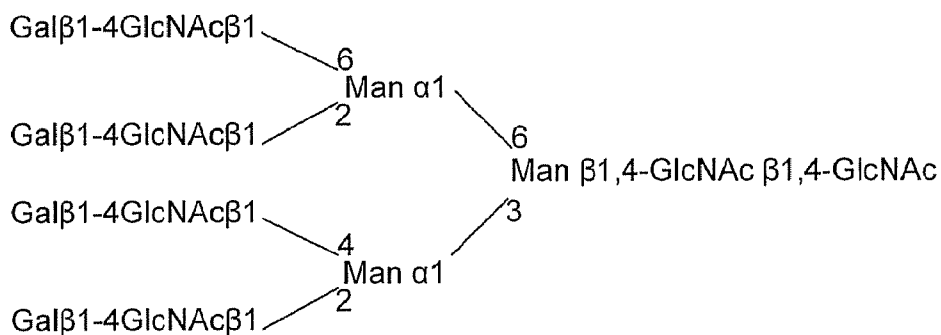 Galβ1-4GlcNAcβ1
6
Man α1
2
Galβ1-4GlcNAcβ1
6
Man β1,4-GlcNAc β1,4-GlcNAc
3
Galβ1-4GlcNAcβ1
4
Man α1
2
Galβ1-4GlcNAcβ1